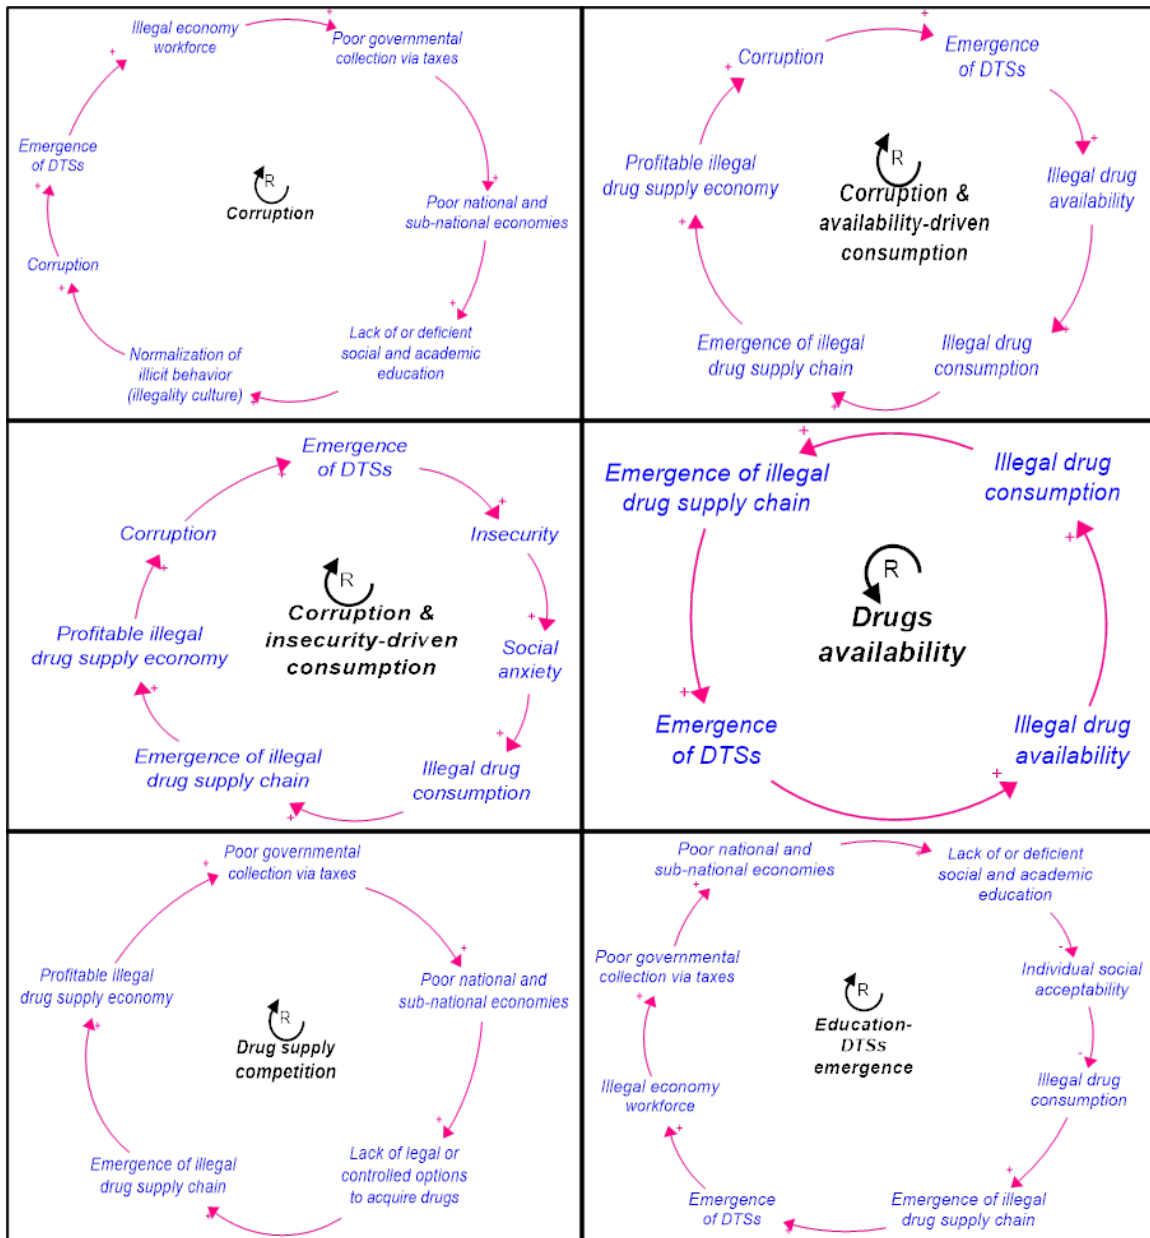 Illegal economy
workforce
+
Poor governmental
collection via taxes
+
Emergence
of DTSs
+
R
Corruption
+
Poor national and
sub-national economies
+
Corruption
+
Lack of or deficient
social and academic
education
+
Normalization of
illicit behavior
(illegality culture)
+
Corruption
+
Emergence
of DTSs
+
Profitable illegal
drug supply economy
+
R
Corruption &
availability-driven
consumption
+
Illegal drug
availability
+
Emergence of illegal
drug supply chain
+
Illegal drug
consumption
+
Emergence
of DTSs
+
Corruption
+
Insecurity
+
R
Corruption &
insecurity-driven
consumption
Profitable illegal
drug supply economy
+
Social
anxiety
+
Emergence of illegal
drug supply chain
+
Illegal drug
consumption
+
+
Emergence of illegal
drug supply chain
Illegal drug
consumption
+
R
Drugs
availability
+
Emergence
of DTSs
+
Illegal drug
availability
Poor governmental
collection via taxes
+
Profitable illegal
drug supply economy
+
R
Drug supply
competition
+
Poor national and
sub-national economies
+
Emergence of illegal
drug supply chain
+
Lack of legal or
controlled options
to acquire drugs
Poor national and
sub-national economies
+
Lack of or deficient
social and academic
education
+
Poor governmental
collection via taxes
+
R
Education-
DTSs
emergence
-
Individual social
acceptability
-
Illegal economy
workforce
+
Illegal drug
consumption
+
Emergence
of DTSs
+
Emergence of illegal
drug supply chain